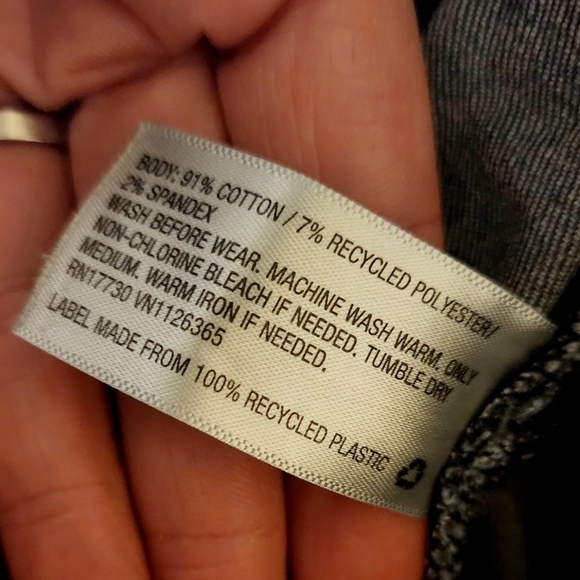 BODY: 91% COTTON / 7% RECYCLED POLYESTER/
2% SPANDEX
WASH BEFORE WEAR. MACHINE WASH WARM. ONLY
NON-CHLORINE BLEACH IF NEEDED. TUMBLE DRY
MEDIUM. WARM IRON IF NEEDED.
RN17730 VN1126365
LABEL MADE FROM 100% RECYCLED PLASTIC